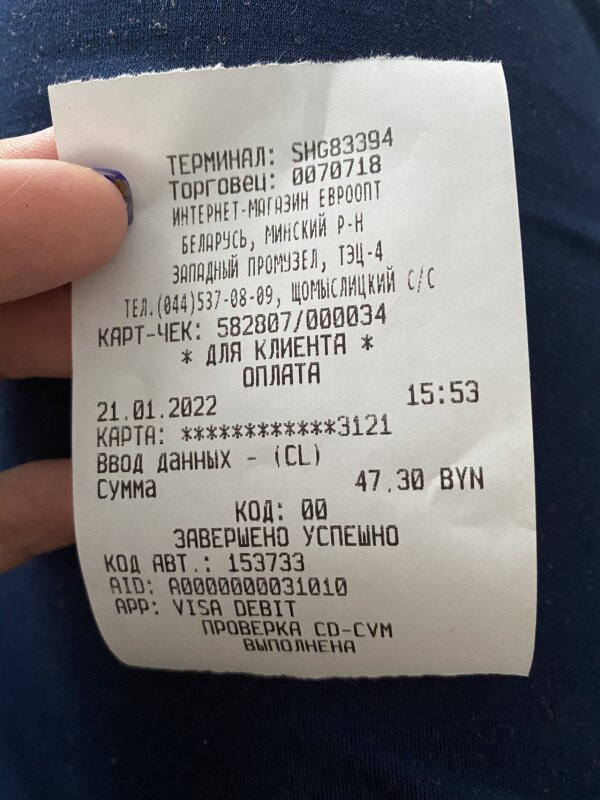 ТЕРМИНАЛ: SHG83394
Торговец: 0070718
ИНТЕРНЕТ-МАГАЗИН ЕВРООПТ
БЕЛАРУСЬ, МИНСКИЙ Р-Н
ЗАПАДНЫЙ ПРОМУЗЕЛ, ТЭЦ-4
ТЕЛ.(044)537-08-09, ЩОМЫСЛИЦКИЙ С/С
КАРТ-ЧЕК: 582807/000034
* ДЛЯ КЛИЕНТА *
ОПЛАТА
21.01.2022 15:53
КАРТА: ************3121
Ввод данных - (CL)
Сумма 47.30 BYN
КОД: 00
ЗАВЕРШЕНО УСПЕШНО
КОД АВТ.: 153733
AID: A0000000031010
APP: VISA DEBIT
ПРОВЕРКА CD-CVM
ВЫПОЛНЕНА